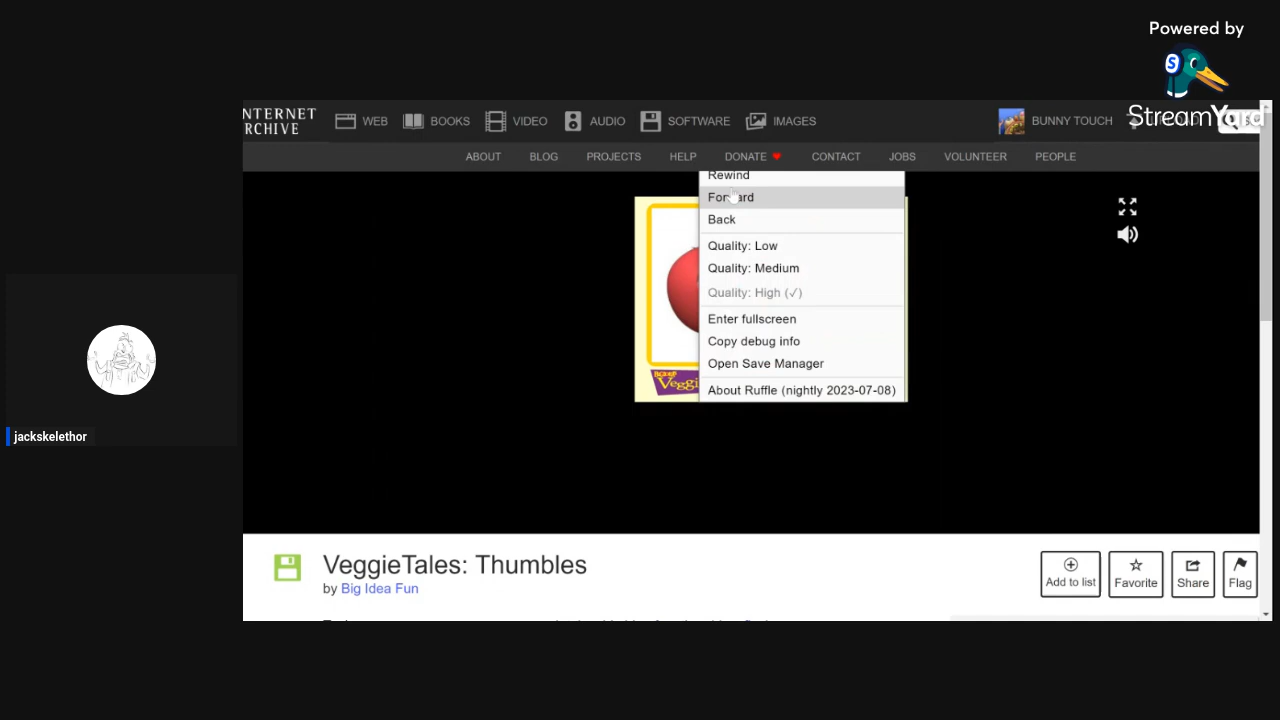 Powered by
StreamYard
INTERNET
ARCHIVE
WEB
BOOKS
VIDEO
AUDIO
SOFTWARE
IMAGES
BUNNY TOUCH
ABOUT
BLOG
PROJECTS
HELP
DONATE
CONTACT
JOBS
VOLUNTEER
PEOPLE
Rewind
Forward
Back
Quality: Low
Quality: Medium
Quality: High (✓)
Enter fullscreen
Copy debug info
Open Save Manager
About Ruffle (nightly 2023-07-08)
jackskelethor
VeggieTales: Thumbles
by Big Idea Fun
Add to list
Favorite
Share
Flag